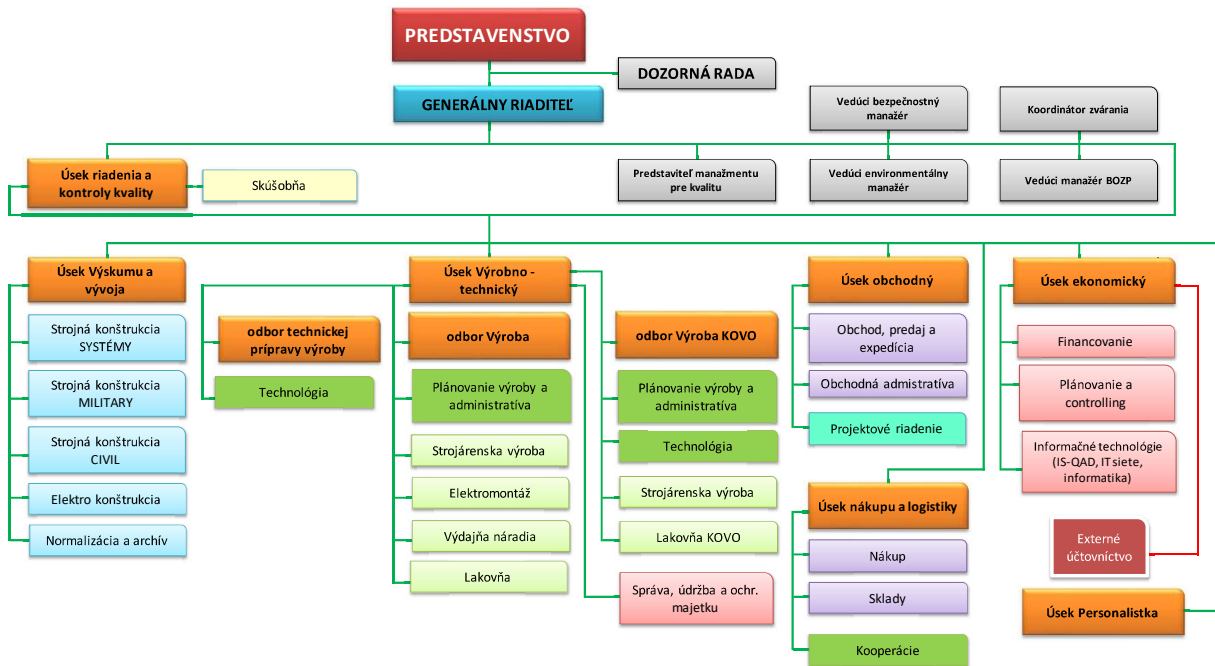 PREDSTAVENSTVO
DOZORNÁ RADA
GENERÁLNY RIADITEĽ
Vedúci bezpečnostný
manažér
Koordinátor zvárania
Úsek riadenia a
kontroly kvality
Skúšobňa
Predstaviteľ manažmentu
pre kvalitu
Vedúci environmentálny
manažér
Vedúci manažér BOZP
Úsek Výskumu a
vývoja
Strojná konštrukcia
SYSTÉMY
Strojná konštrukcia
MILITARY
Strojná konštrukcia
CIVIL
Elektro konštrukcia
Normalizácia a archív
odbor technickej
prípravy výroby
Technológia
Úsek Výrobno -
technický
odbor Výroba
Plánovanie výroby a
administratíva
Strojárenska výroba
Elektromontáž
Výdajňa náradia
Lakovňa
odbor Výroba KOVO
Plánovanie výroby a
administratíva
Technológia
Strojárenska výroba
Lakovňa KOVO
Správa, údržba a ochr.
majetku
Úsek obchodný
Obchod, predaj a
expedícia
Obchodná admistratíva
Projektové riadenie
Úsek nákupu a logistiky
Nákup
Sklady
Kooperácie
Úsek ekonomický
Financovanie
Plánovanie a
controlling
Informačné technológie
(IS-QAD, IT siete,
informatika)
Externé
účtovníctvo
Úsek Personalistka